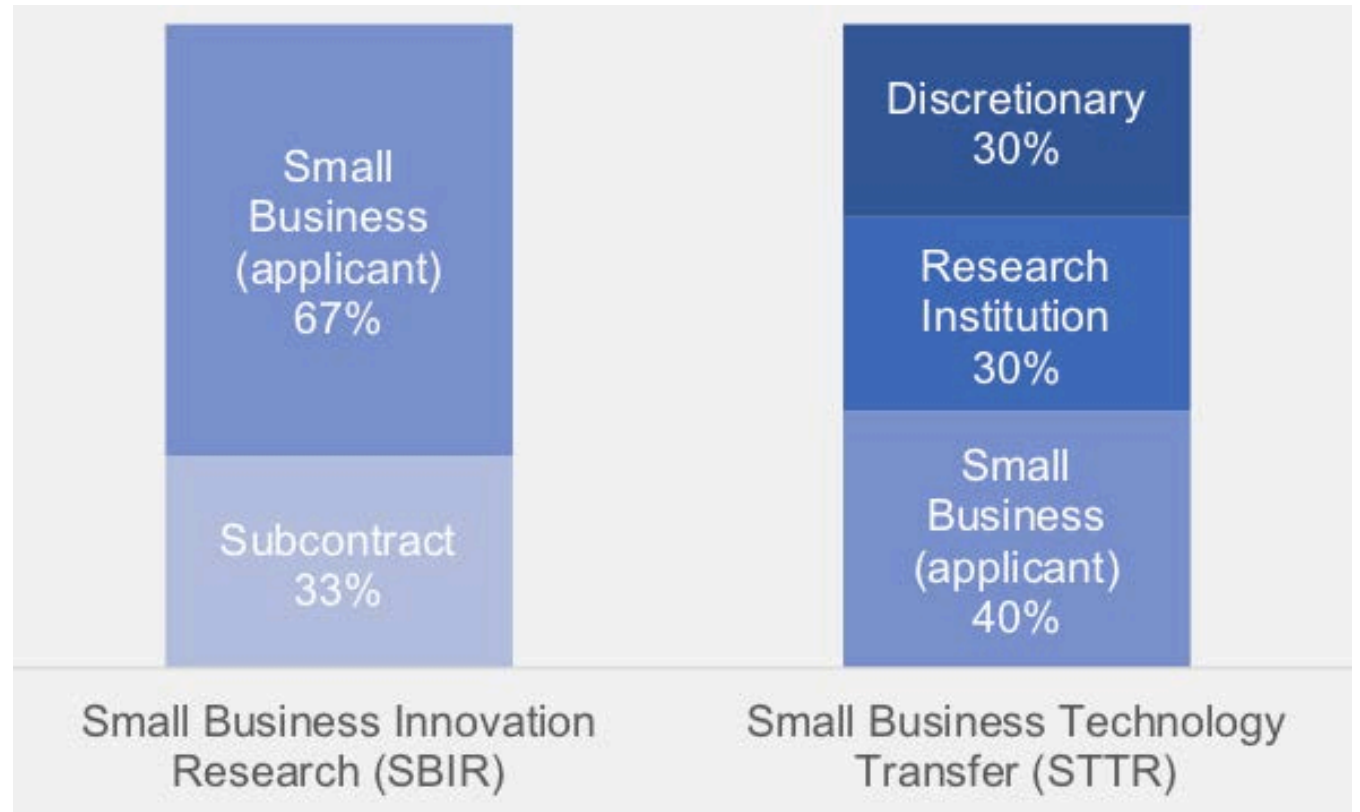 Small
Business
(applicant)
67%
Subcontract
33%
Small Business Innovation
Research (SBIR)
Discretionary
30%
Research
Institution
30%
Small
Business
(applicant)
40%
Small Business Technology
Transfer (STTR)